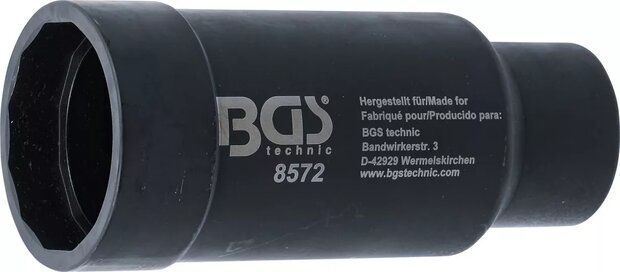 BGS
technic
8572
Hergestellt für/Made for
Fabriqué pour/Producido para:
BGS technic
Bandwirkerstr. 3
D-42929 Wermelskirchen
www.bgstechnic.com